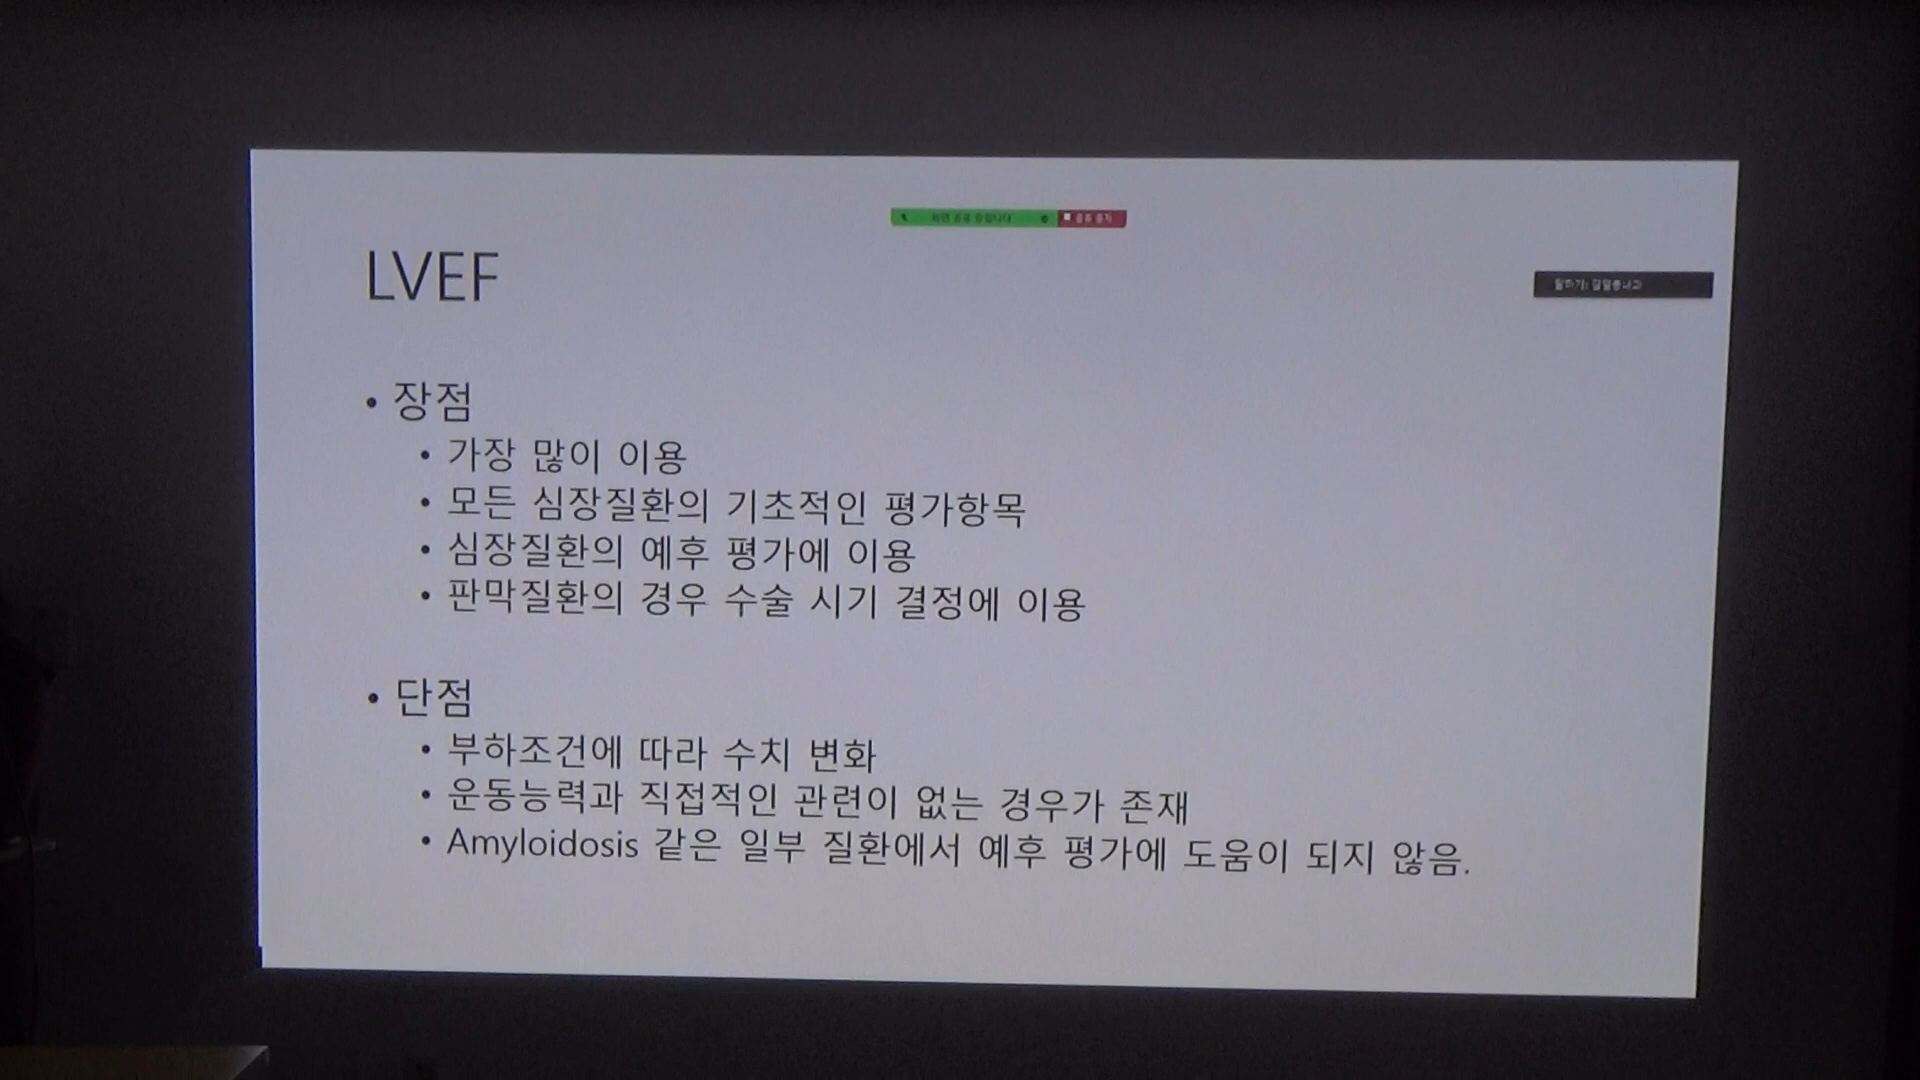 LVEF
• 장점
• 가장 많이 이용
• 모든 심장질환의 기초적인 평가항목
• 심장질환의 예후 평가에 이용
• 판막질환의 경우 수술 시기 결정에 이용
• 단점
• 부하조건에 따라 수치 변화
• 운동능력과 직접적인 관련이 없는 경우가 존재
• Amyloidosis 같은 일부 질환에서 예후 평가에 도움이 되지 않음.